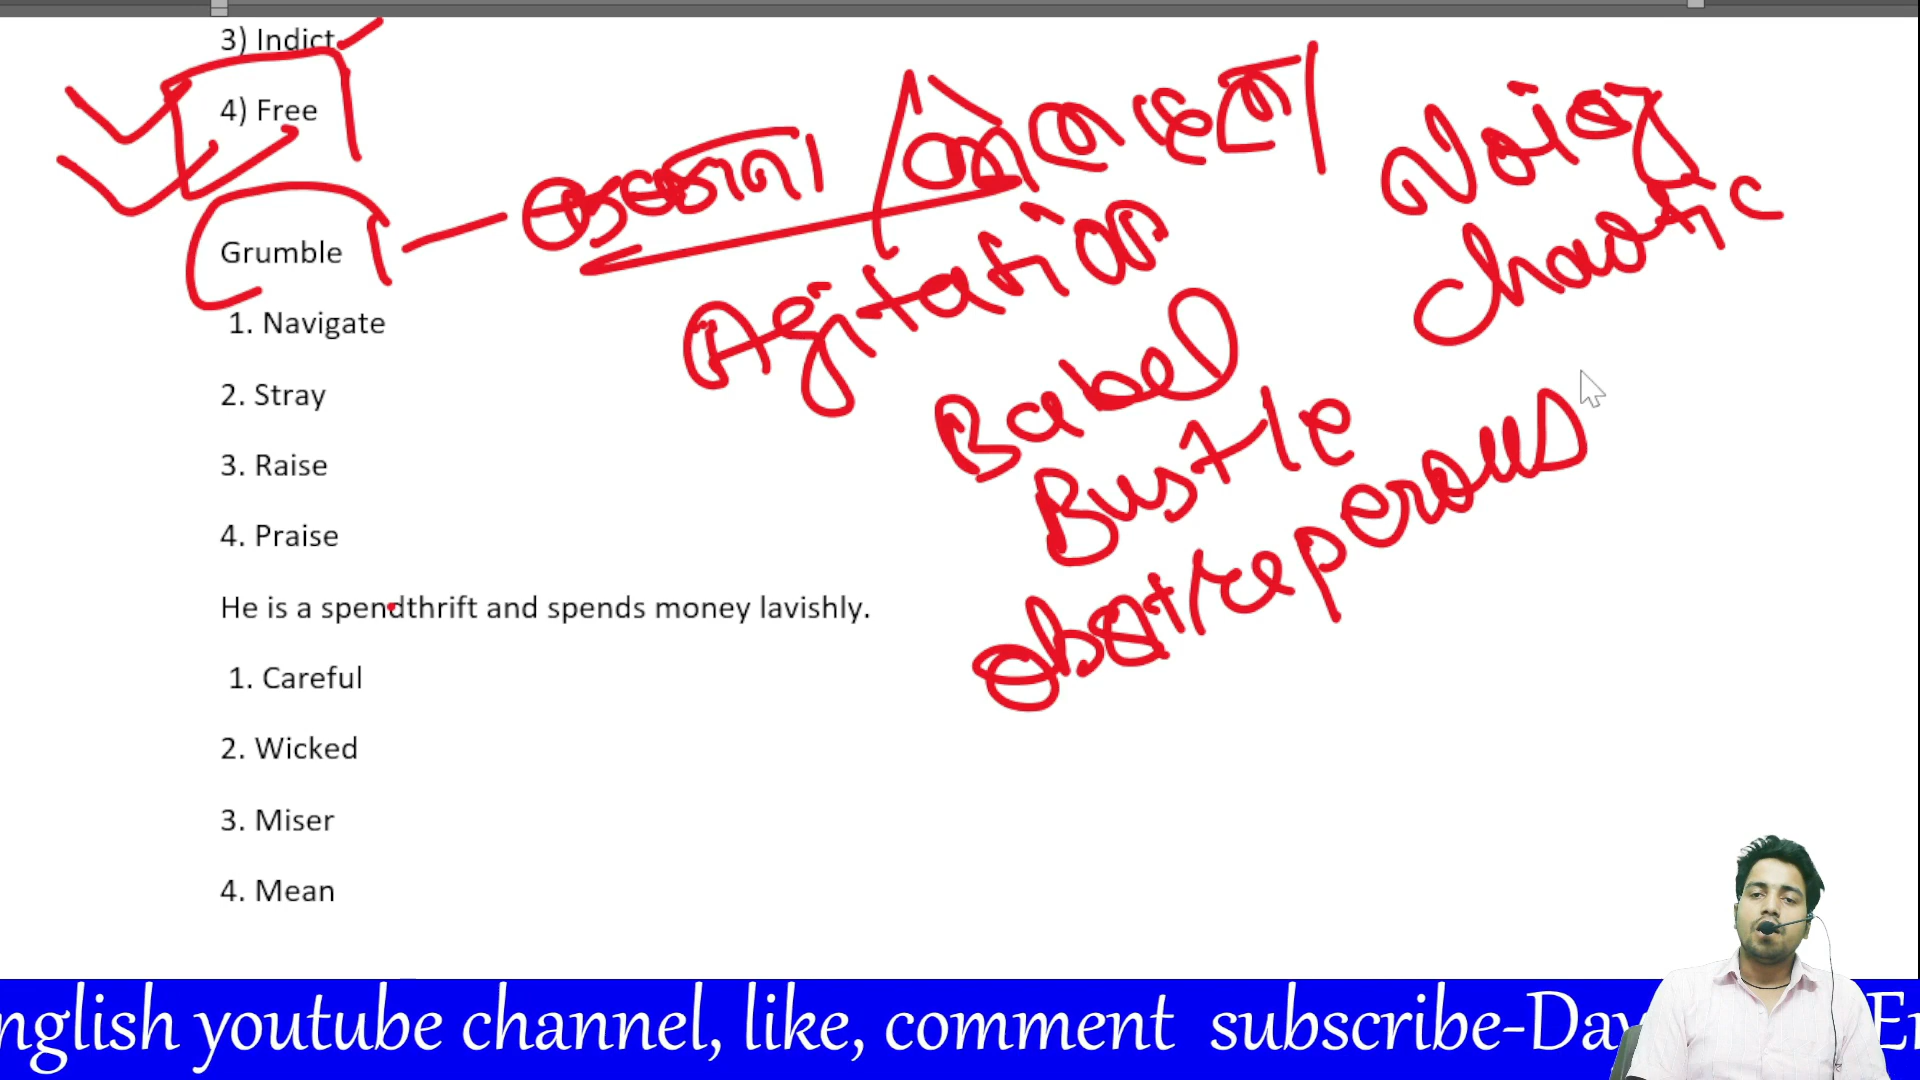 3) Indict
4) Free
Grumble
1. Navigate
2. Stray
3. Raise
4. Praise
He is a spendthrift and spends money lavishly.
1. Careful
2. Wicked
3. Miser
4. Mean
Agitation
Babel
Bustle
obstreperous
Noisy
chaotic
nglish youtube channel, like, comment subscribe-Day En